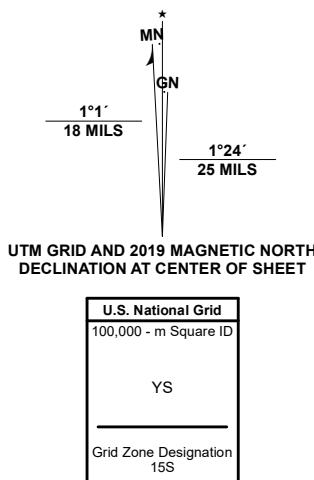 MN
GN
1°1´
18 MILS
1°24´
25 MILS
UTM GRID AND 2019 MAGNETIC NORTH
DECLINATION AT CENTER OF SHEET
U.S. National Grid
100,000 - m Square ID
YS
Grid Zone Designation
15S